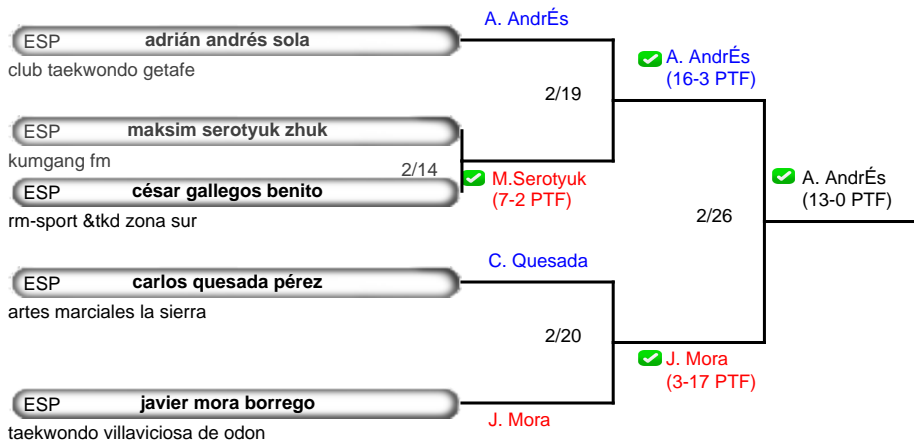 A. AndrÉs
ESP adrián andrés sola
club taekwondo getafe
A. AndrÉs
(16-3 PTF)
2/19
ESP maksim serotyuk zhuk
kumgang fm
2/14
M.Serotyuk
(7-2 PTF)
ESP césar gallegos benito
rm-sport &tkd zona sur
A. AndrÉs
(13-0 PTF)
2/26
C. Quesada
ESP carlos quesada pérez
artes marciales la sierra
2/20
J. Mora
(3-17 PTF)
ESP javier mora borrego
J. Mora
taekwondo villaviciosa de odon